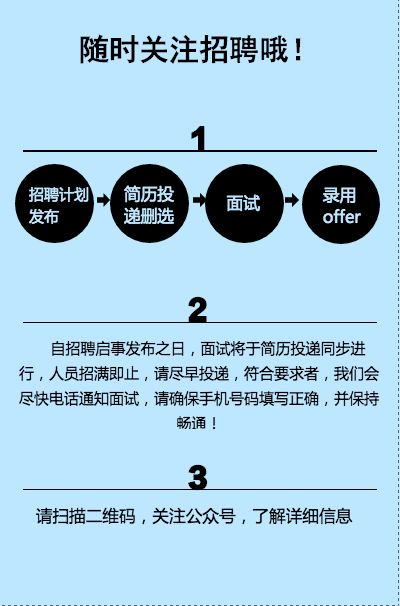 随时关注招聘哦！
1
招聘计划
发布
简历投
递删选
面试
录用
offer
2
自招聘启事发布之日，面试将于简历投递同步进
行，人员招满即止，请尽早投递，符合要求者，我们会
尽快电话通知面试，请确保手机号码填写正确，并保持
畅通！
3
请扫描二维码，关注公众号，了解详细信息